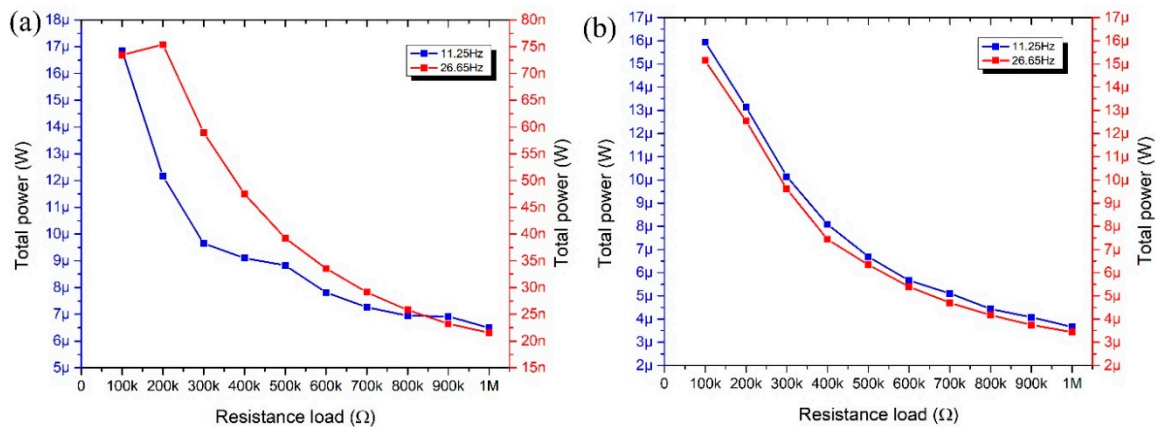 (a)
Total power (W)
18µ
17µ
16µ
15µ
14µ
13µ
12µ
11µ
10µ
9µ
8µ
7µ
6µ
5µ
11.25Hz
26.65Hz
80n
75n
70n
65n
60n
55n
50n
45n
40n
35n
30n
25n
20n
15n
Total power (W)
0 100k 200k 300k 400k 500k 600k 700k 800k 900k 1M
Resistance load (Ω)
(b)
Total power (W)
17µ
16µ
15µ
13µ
12µ
11µ
10µ
9µ
8µ
7µ
6µ
5µ
4µ
3µ
2µ
11.25Hz
26.65Hz
17µ
16µ
15µ
13µ
12µ
11µ
10µ
9µ
8µ
7µ
5µ
5µ
4µ
3µ
2µ
Total power (W)
0 100k 200k 300k 400k 500k 600k 700k 800k 900k 1M
Resistance load (Ω)